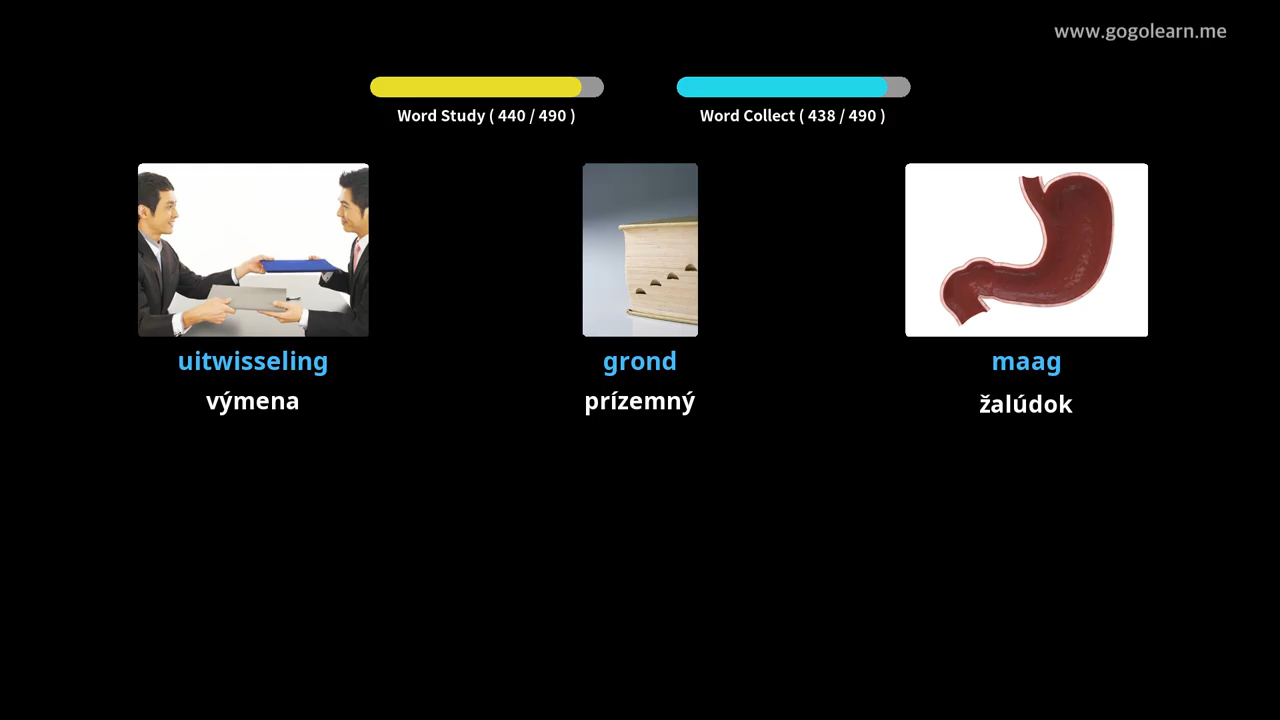 www.gogolearn.me
Word Study ( 440 / 490 )
Word Collect ( 438 / 490 )
uitwisseling
výmena
grond
prízemný
maag
žalúdok